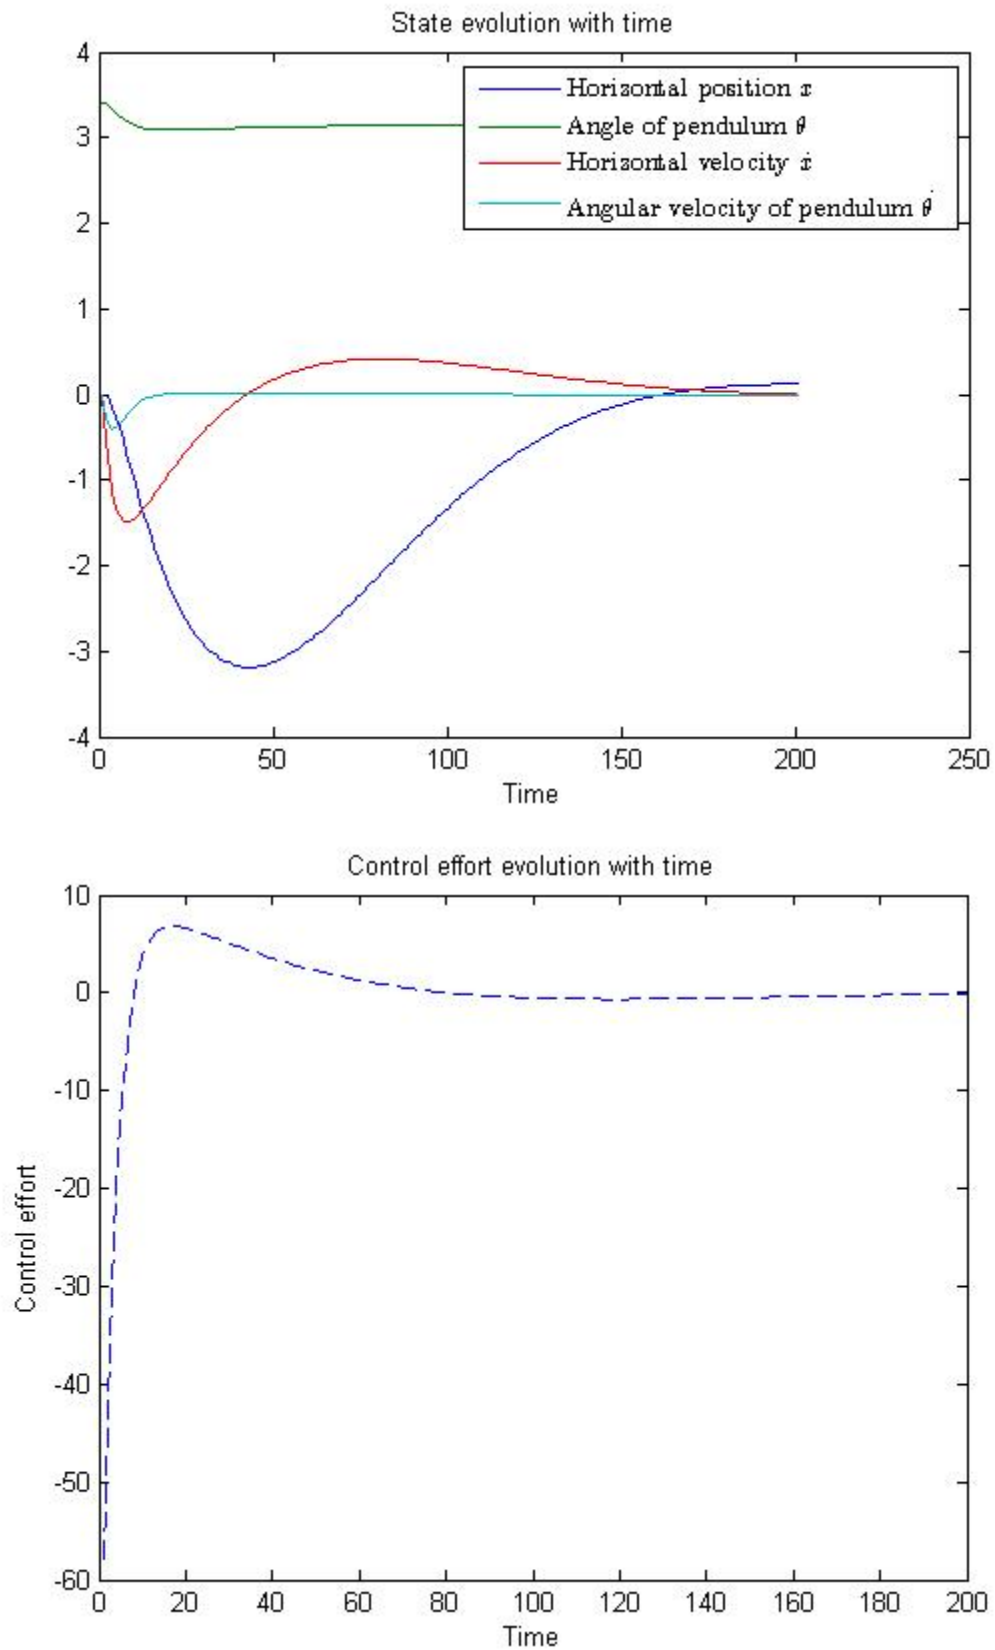 State evolution with time
4
3
2
1
0
-1
-2
-3
-4
Horizontal position x
Angle of pendulum θ
Horizontal velocity ẋ
Angular velocity of pendulum θ̇
0 50 100 150 200 250
Time
Control effort evolution with time
Control effort
10
0
-10
-20
-30
-40
-50
-60
0 20 40 60 80 100 120 140 160 180 200
Time